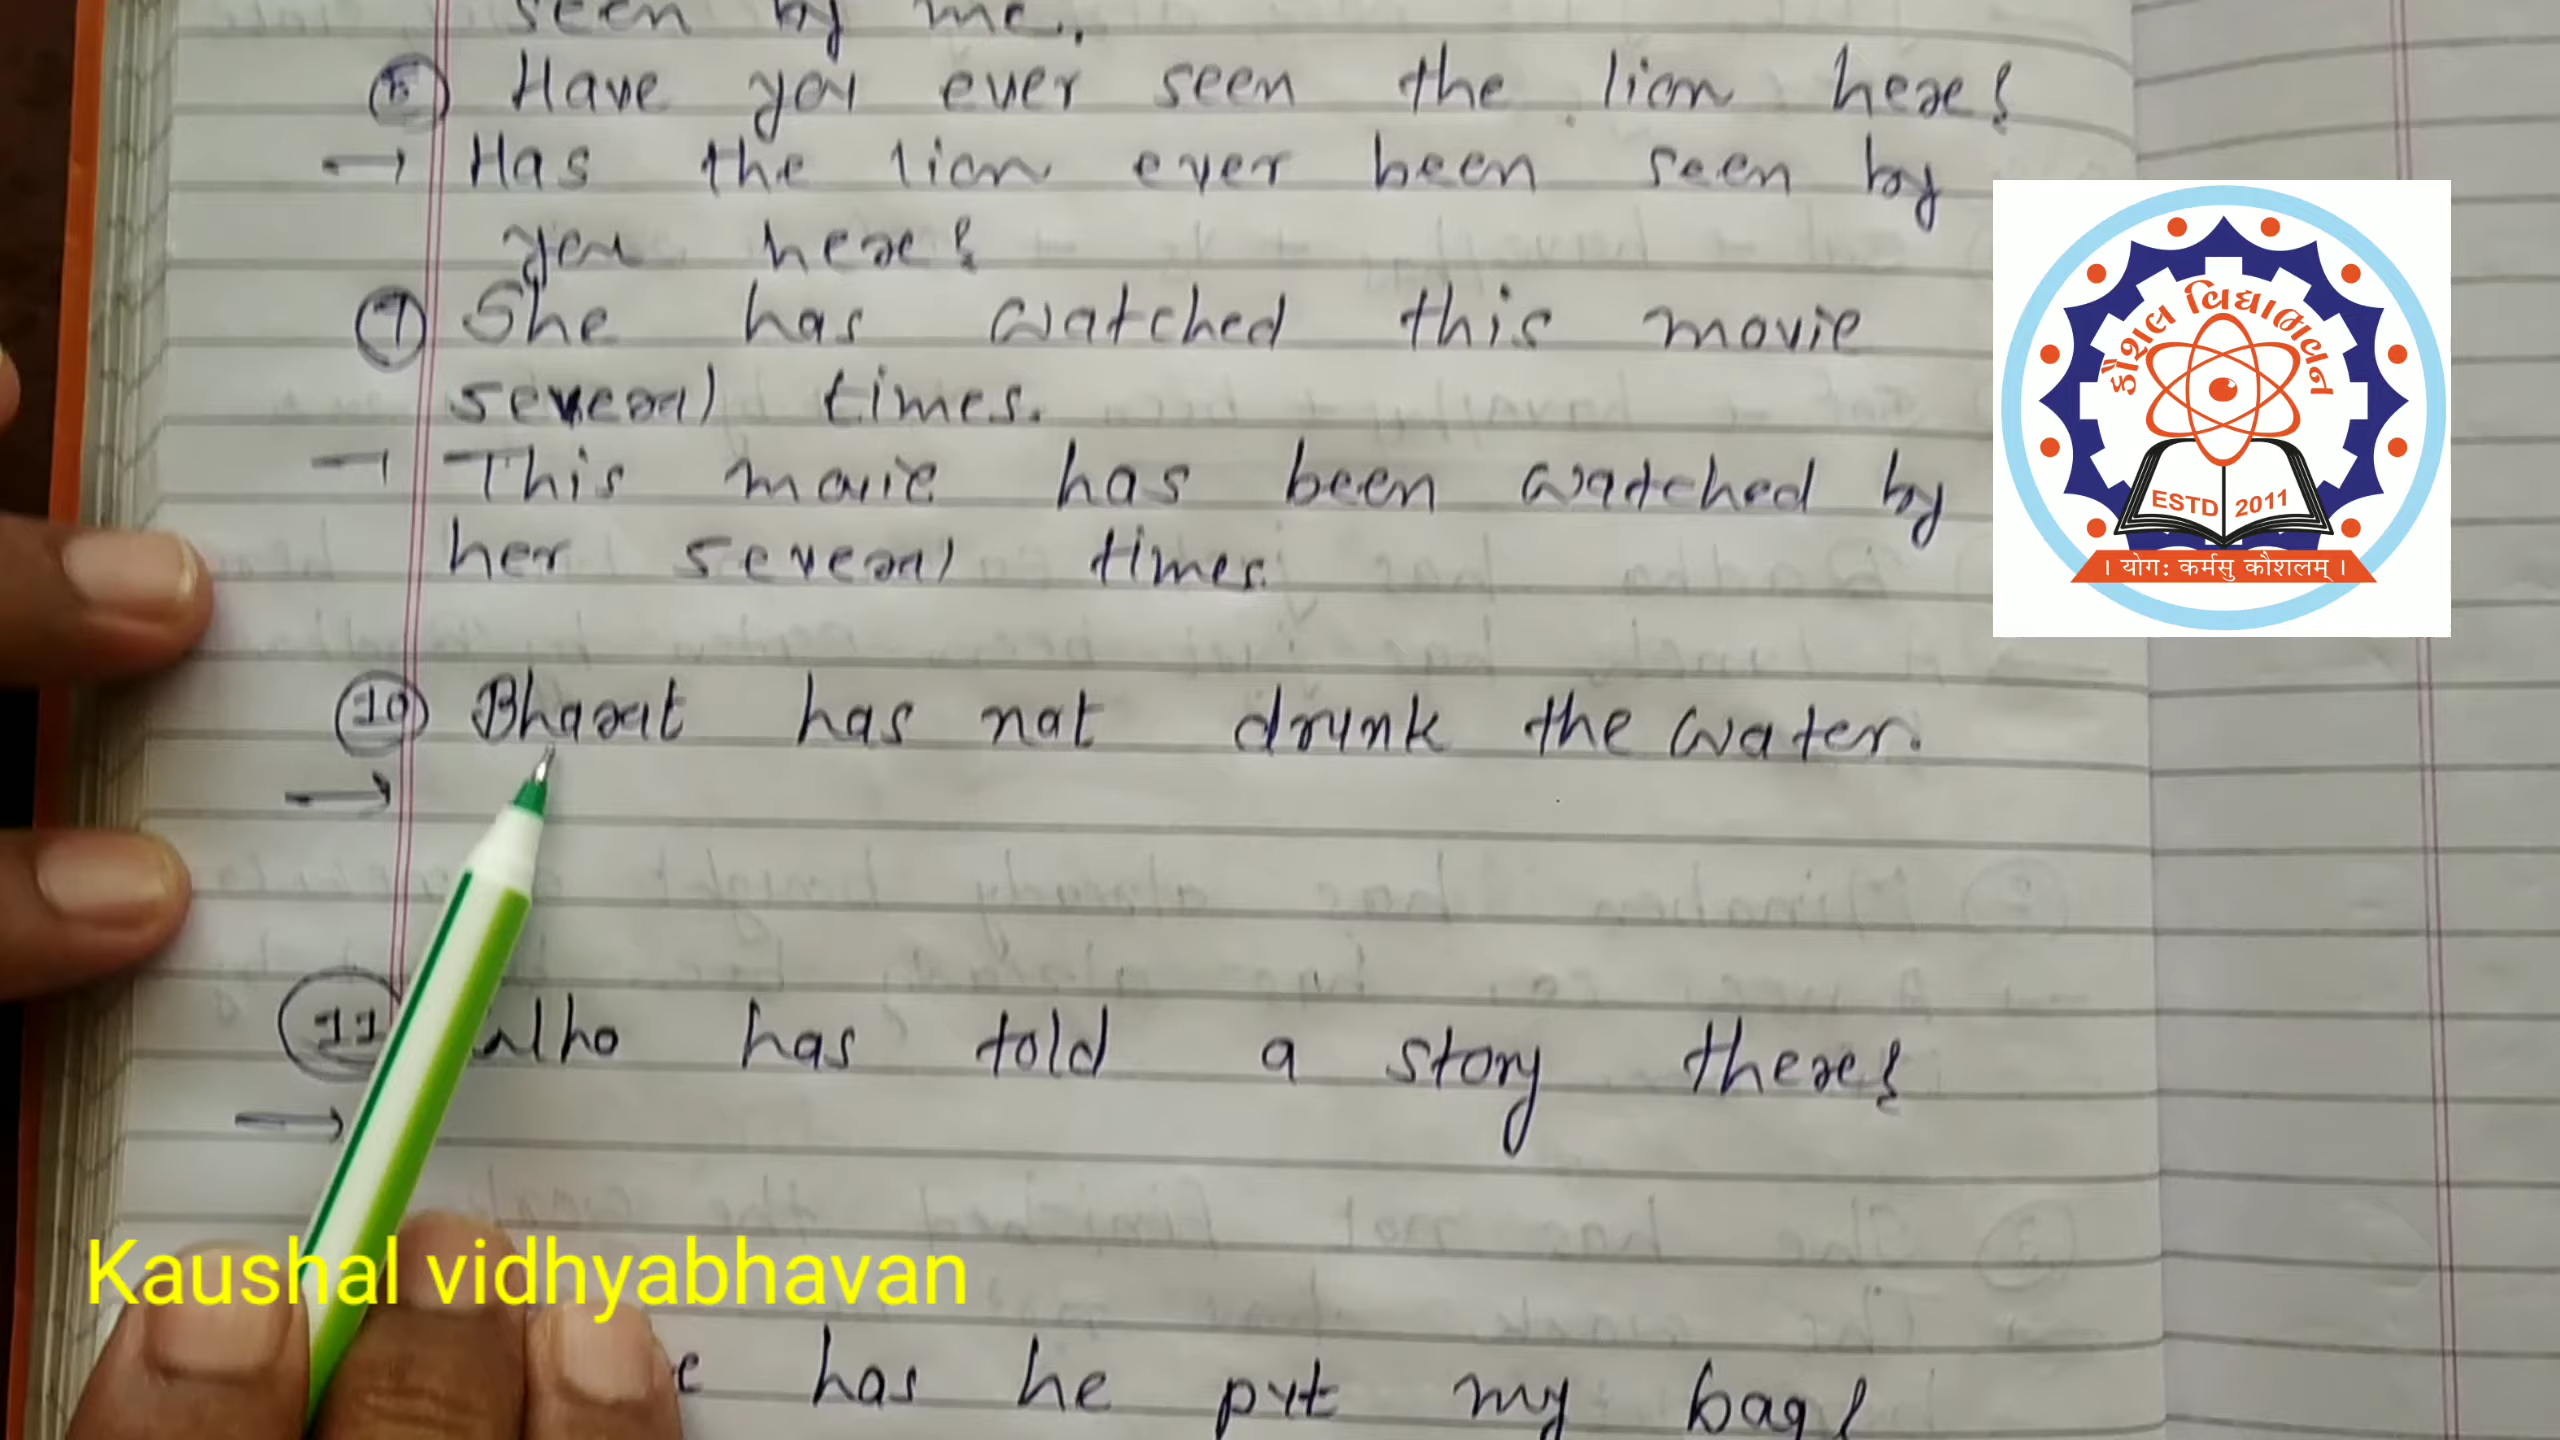 seen by me.
Have you ever seen the lion here?
→ Has the lion ever been seen by
you here?
9 She has watched this movie
several times.
→ This movie has been watched by
her several times.
10 Bharat has not drunk the water.
→
11 Who has told a story there?
→
has he put my bag?
કૌશલ વિદ્યાભવન
ESTD 2011
। योगः कर्मसु कौशलम् ।
Kaushal vidhyabhavan